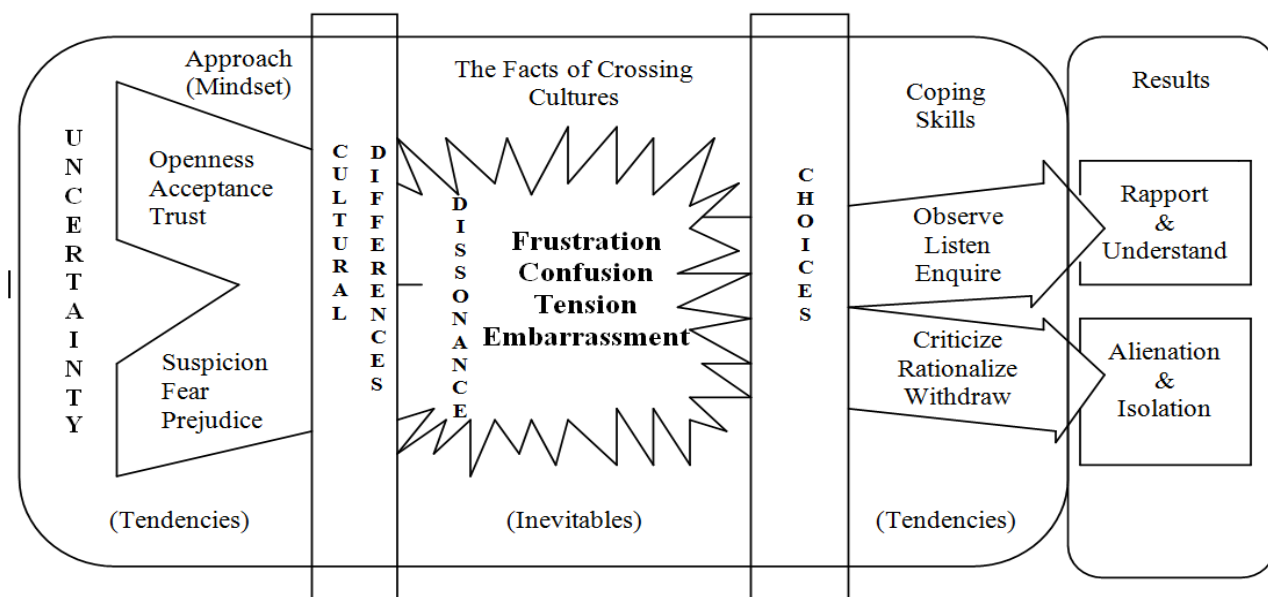 Approach
(Mindset)
UNCERTAINTY
Openness
Acceptance
Trust
Suspicion
Fear
Prejudice
(Tendencies)
CULTURAL
DIFFERENCES
The Facts of Crossing
Cultures
DISSONANCE
Frustration
Confusion
Tension
Embarrassment
(Inevitables)
CHOICES
Coping
Skills
Observe
Listen
Enquire
Criticize
Rationalize
Withdraw
(Tendencies)
Results
Rapport
&
Understand
Alienation
&
Isolation